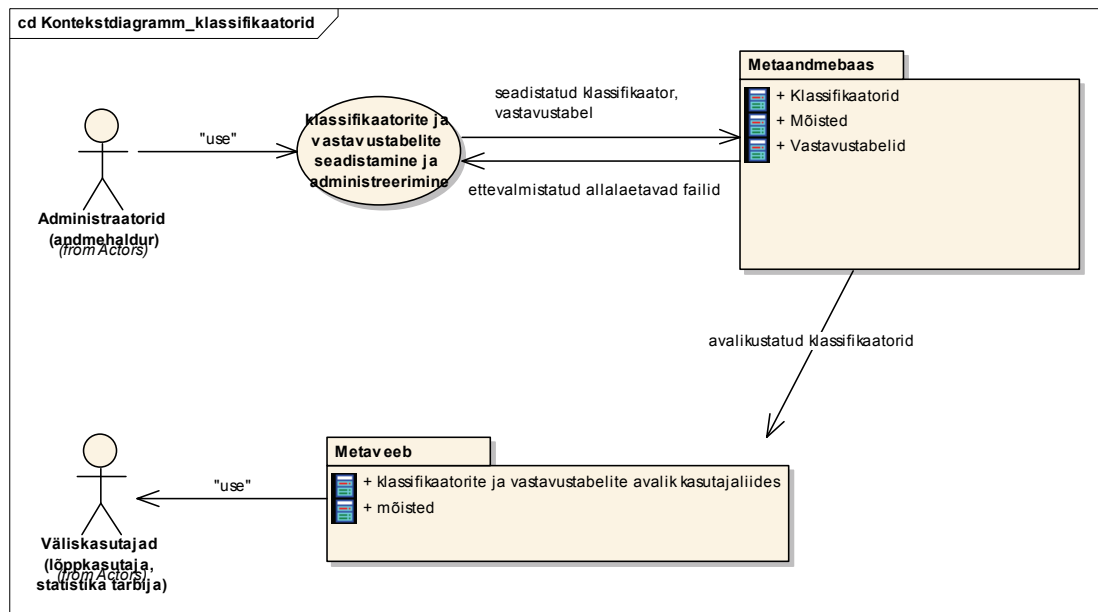 cd Kontekstdiagramm_klassifikaatorid
Metaandmebaas
+ Klassifikaatorid
+ Mõisted
+ Vastavustabelid
seadistatud klassifikaator,
vastavustabel
klassifikaatorite ja
vastavustabelite
seadistamine ja
administreerimine
"use"
ettevalmistatud allalaetavad failid
Administraatorid
(andmehaldur)
(from Actors)
avalikustatud klassifikaatorid
Metaveeb
+ klassifikaatorite ja vastavustabelite avalik kasutajaliides
+ mõisted
"use"
Väliskasutajad
(lõppkasutaja,
(from Actors)
statistika tarbija)